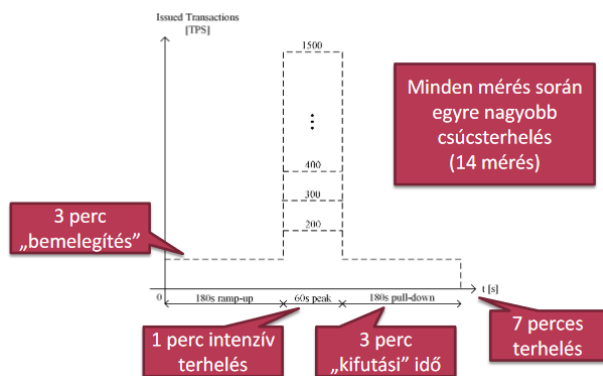 Issued Transactions
[TPS]
1500
⋮
400
300
200
Minden mérés során
egyre nagyobb
csúcsterhelés
(14 mérés)
3 perc
„bemelegítés”
0
180s ramp-up
60s peak
180s pull-down
t [s]
1 perc intenzív
terhelés
3 perc
„kifutási” idő
7 perces
terhelés